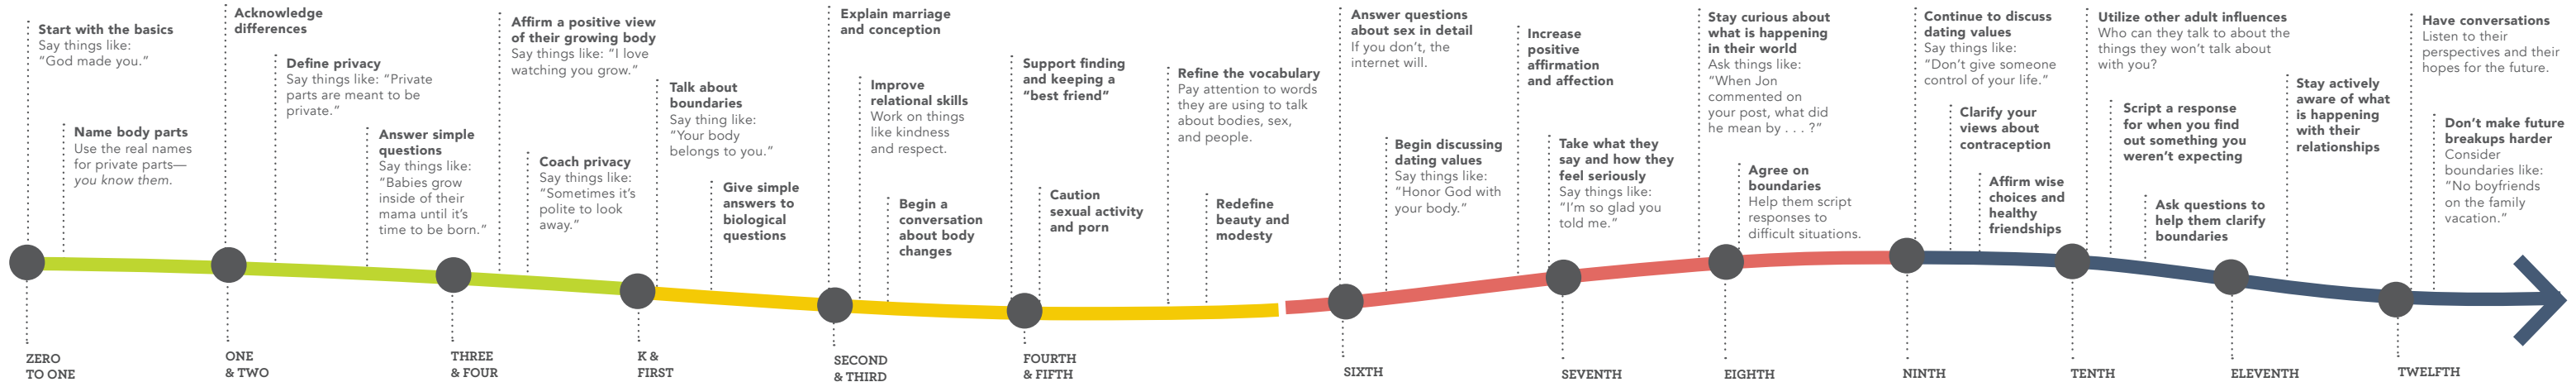 Start with the basics
Say things like:
“God made you.”
Name body parts
Use the real names
for private parts—
you know them.
ZERO
TO ONE
Acknowledge
differences
Define privacy
Say things like: “Private
parts are meant to be
private.”
Answer simple
questions
Say things like:
“Babies grow
inside of their
mama until it’s
time to be born.”
ONE
& TWO
Affirm a positive view
of their growing body
Say things like: “I love
watching you grow.”
Coach privacy
Say things like:
“Sometimes it’s
polite to look
away.”
THREE
& FOUR
Talk about
boundaries
Say thing like:
“Your body
belongs to you.”
Give simple
answers to
biological
questions
K &
FIRST
Explain marriage
and conception
Improve
relational skills
Work on things
like kindness
and respect.
Begin a
conversation
about body
changes
SECOND
& THIRD
Support finding
and keeping a
“best friend”
Caution
sexual activity
and porn
Refine the vocabulary
Pay attention to words
they are using to talk
about bodies, sex,
and people.
Redefine
beauty and
modesty
FOURTH
& FIFTH
Answer questions
about sex in detail
If you don’t, the
internet will.
Begin discussing
dating values
Say things like:
“Honor God with
your body.”
SIXTH
Increase
positive
affirmation
and affection
Take what they
say and how they
feel seriously
Say things like:
“I’m so glad you
told me.”
SEVENTH
Stay curious about
what is happening
in their world
Ask things like:
“When Jon
commented on
your post, what did
he mean by . . . ?”
Agree on
boundaries
Help them script
responses to
difficult situations.
EIGHTH
Continue to discuss
dating values
Say things like:
“Don’t give someone
control of your life.”
Clarify your
views about
contraception
Affirm wise
choices and
healthy
friendships
NINTH
Utilize other adult influences
Who can they talk to about the
things they won’t talk about
with you?
Script a response
for when you find
out something you
weren’t expecting
Ask questions to
help them clarify
boundaries
TENTH
Stay actively
aware of what
is happening
with their
relationships
ELEVENTH
Have conversations
Listen to their
perspectives and their
hopes for the future.
Don’t make future
breakups harder
Consider
boundaries like:
“No boyfriends
on the family
vacation.”
TWELFTH